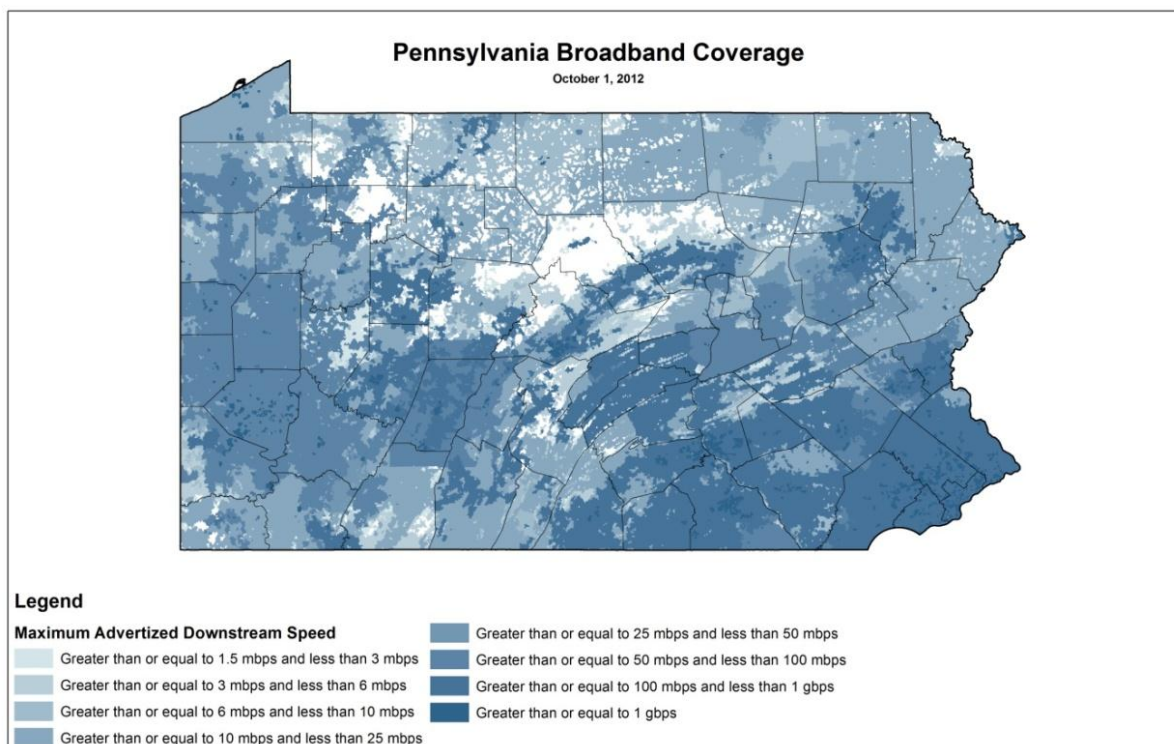 Pennsylvania Broadband Coverage
October 1, 2012
Legend
Maximum Advertized Downstream Speed
Greater than or equal to 1.5 mbps and less than 3 mbps
Greater than or equal to 3 mbps and less than 6 mbps
Greater than or equal to 6 mbps and less than 10 mbps
Greater than or equal to 10 mbps and less than 25 mbps
Greater than or equal to 25 mbps and less than 50 mbps
Greater than or equal to 50 mbps and less than 100 mbps
Greater than or equal to 100 mbps and less than 1 gbps
Greater than or equal to 1 gbps